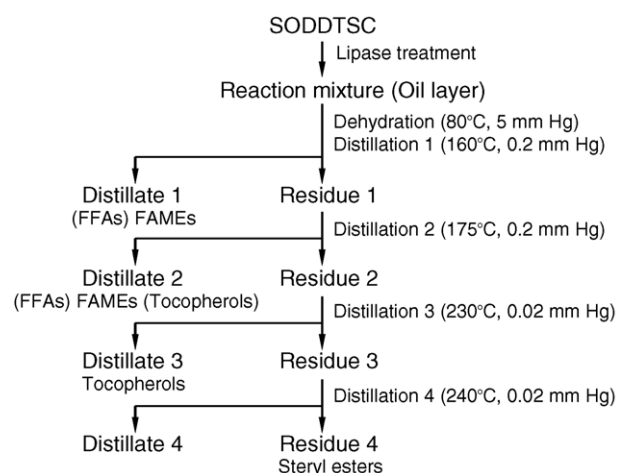 SODDTSC
Lipase treatment
Reaction mixture (Oil layer)
Dehydration (80°C, 5 mm Hg)
Distillation 1 (160°C, 0.2 mm Hg)
Distillate 1
(FFAs) FAMEs
Residue 1
Distillation 2 (175°C, 0.2 mm Hg)
Distillate 2
(FFAs) FAMEs (Tocopherols)
Residue 2
Distillation 3 (230°C, 0.02 mm Hg)
Distillate 3
Tocopherols
Residue 3
Distillation 4 (240°C, 0.02 mm Hg)
Distillate 4
Residue 4
Steryl esters